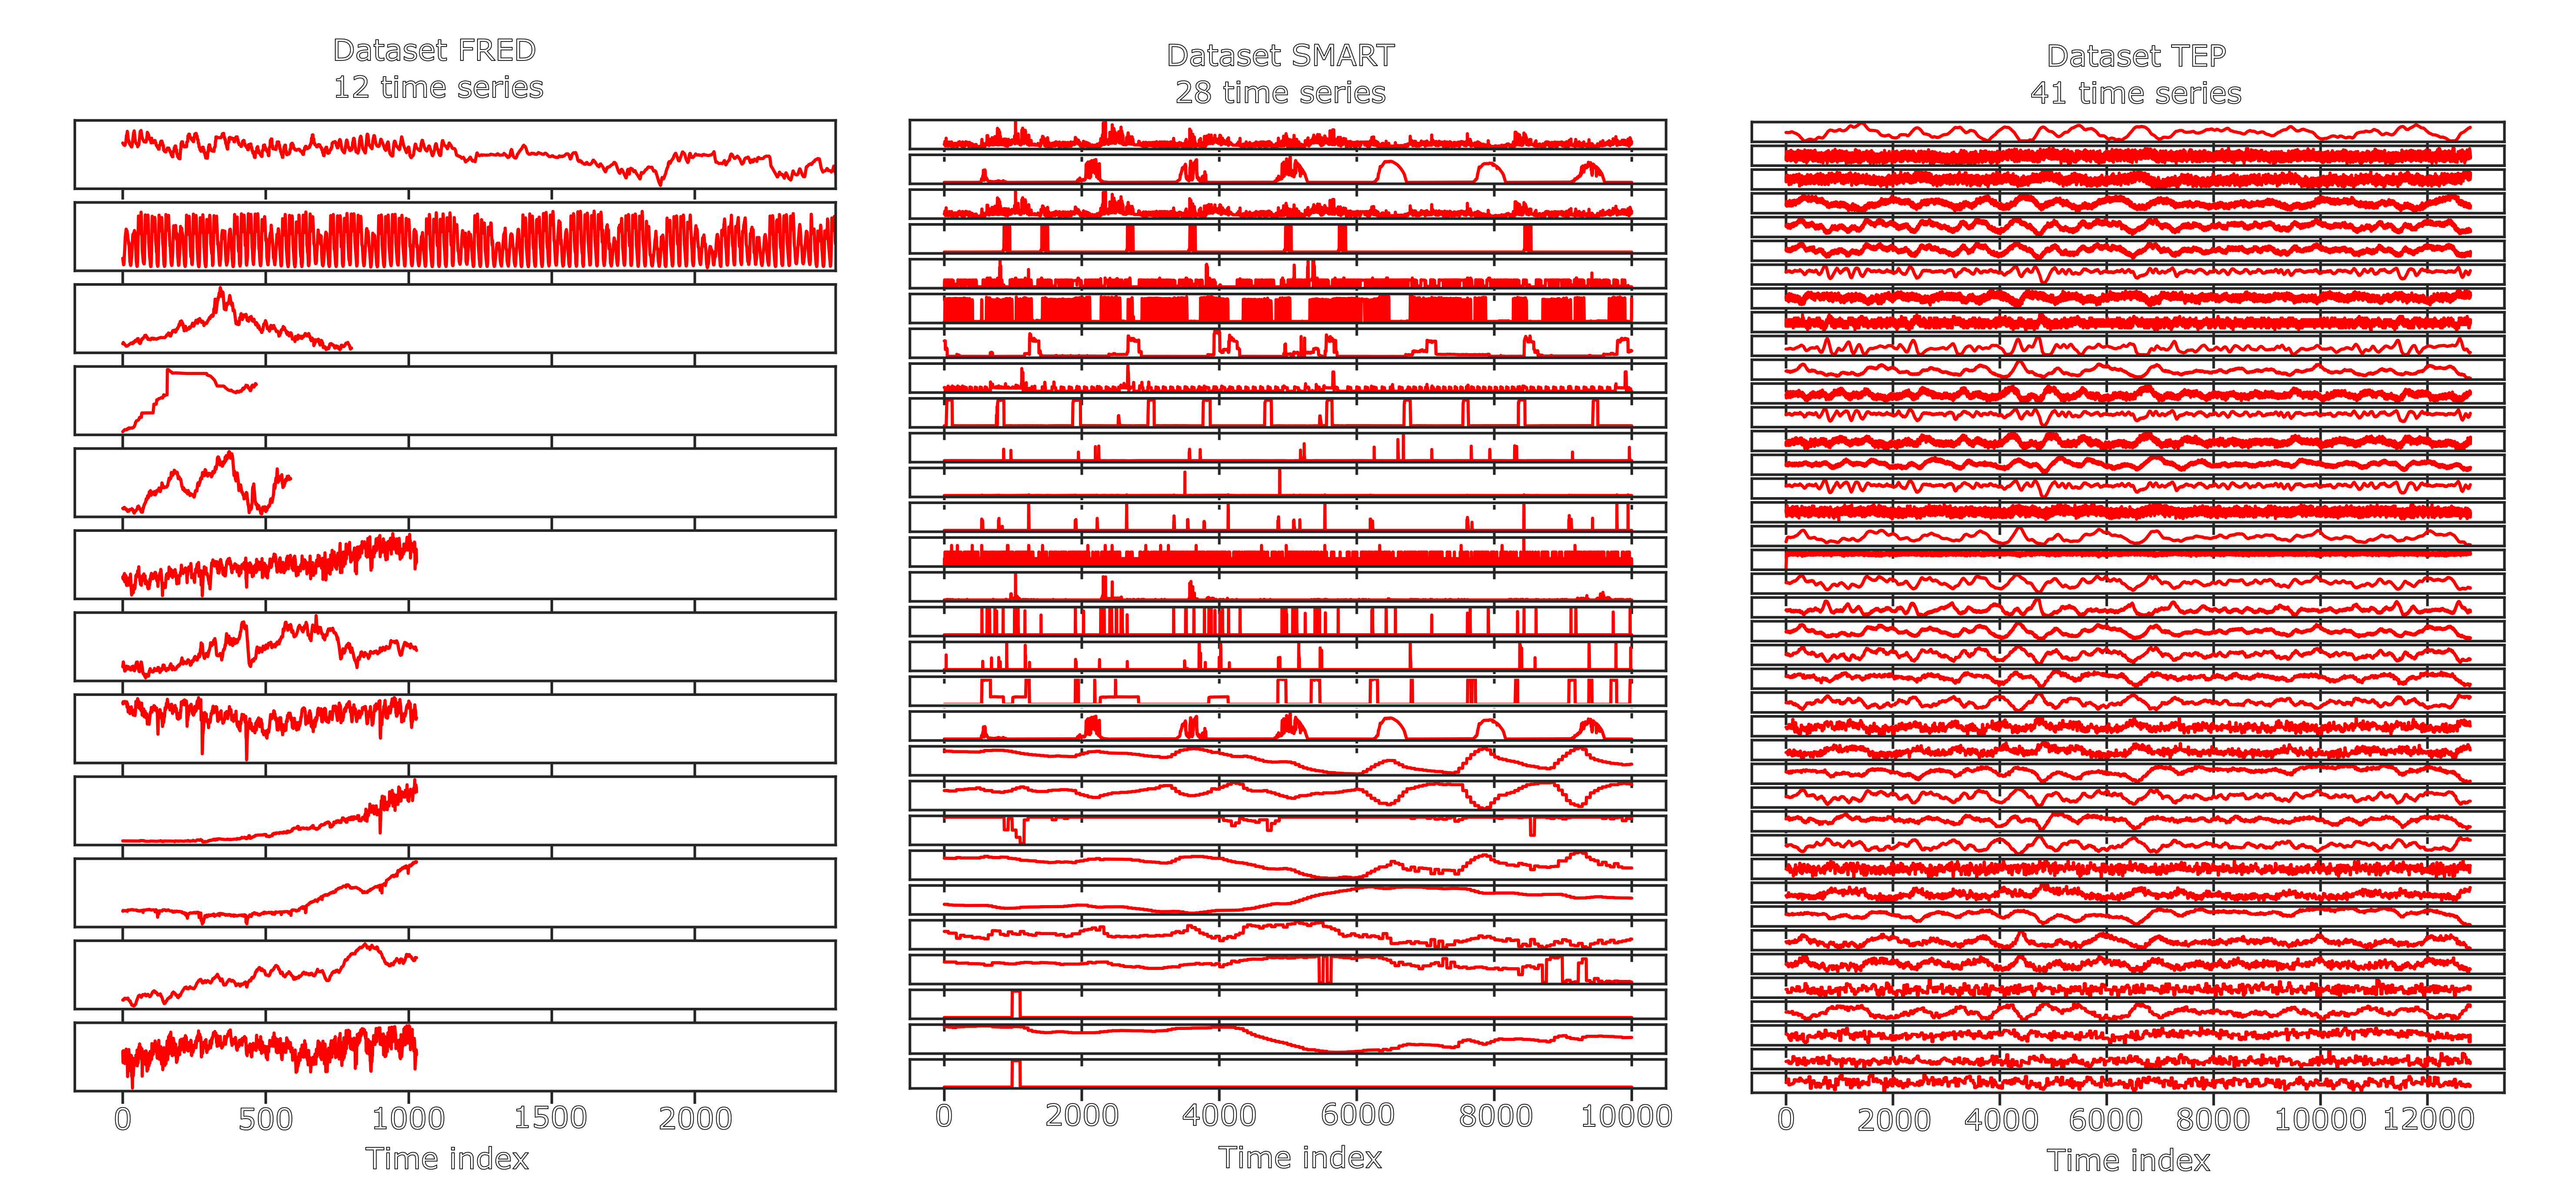 Dataset FRED
12 time series
0 500 1000 1500 2000
Time index
Dataset SMART
28 time series
0 2000 4000 6000 8000 10000
Time index
Dataset TEP
41 time series
0 2000 4000 6000 8000 10000 12000
Time index